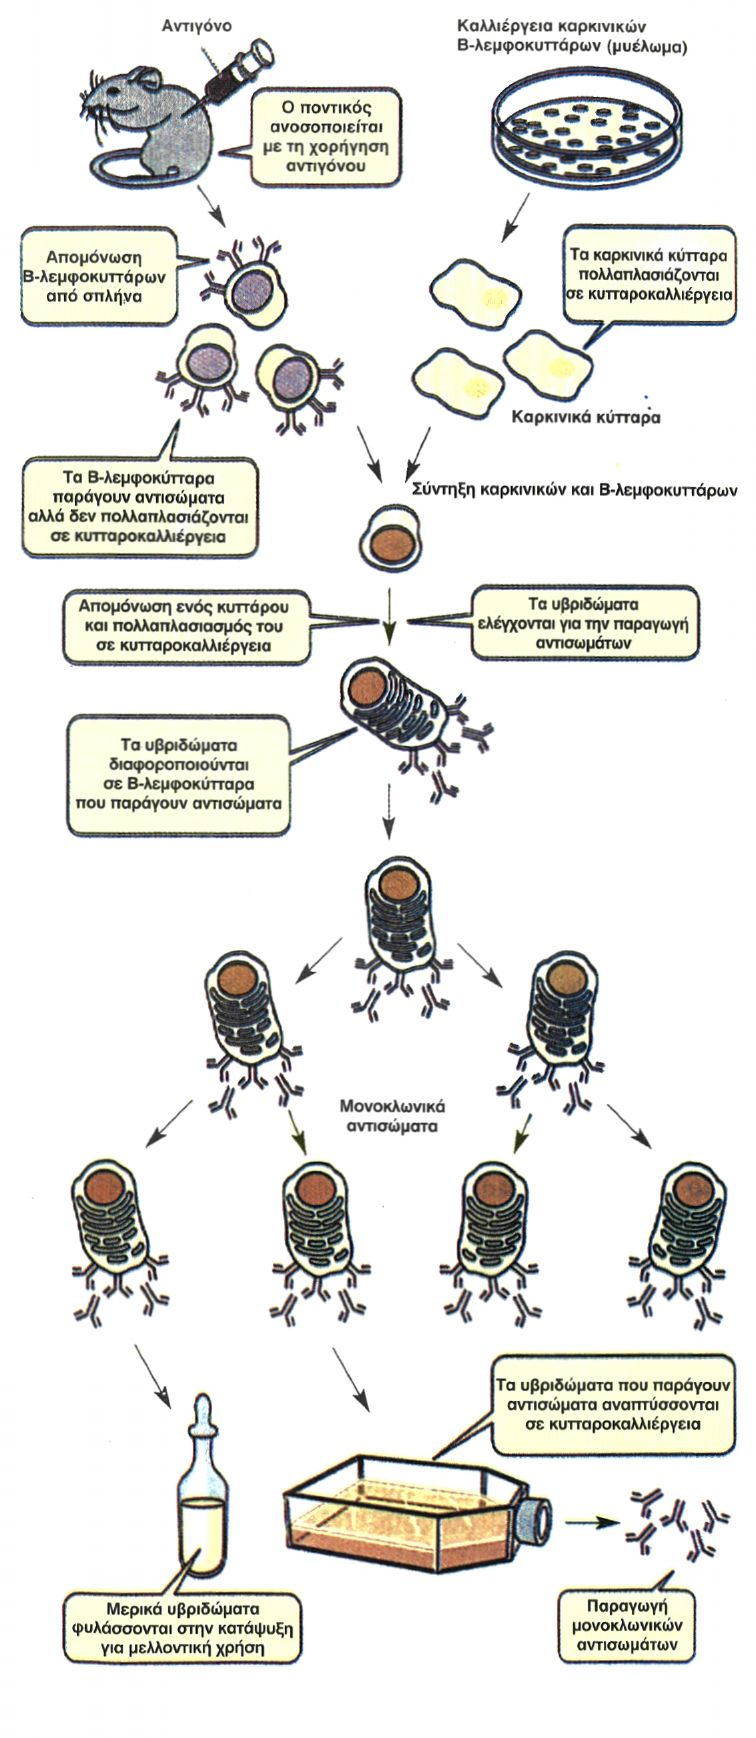 Αντιγόνο
Καλλιέργεια καρκινικών
Β-λεμφοκυττάρων (μυέλωμα)
Ο ποντικός
ανοσοποιείται
με τη χορήγηση
αντιγόνου
Απομόνωση
Β-λεμφοκυττάρων
από σπλήνα
Τα καρκινικά κύτταρα
πολλαπλασιάζονται
σε κυτταροκαλλιέργεια
Καρκινικά κύτταρα
Τα Β-λεμφοκύτταρα
παράγουν αντισώματα
αλλά δεν πολλαπλασιάζονται
σε κυτταροκαλλιέργεια
Σύντηξη καρκινικών και Β-λεμφοκυττάρων
Απομόνωση ενός κυττάρου
και πολλαπλασιασμός του
σε κυτταροκαλλιέργεια
Τα υβριδώματα
ελέγχονται για την παραγωγή
αντισωμάτων
Τα υβριδώματα
διαφοροποιούνται
σε Β-λεμφοκύτταρα
που παράγουν αντισώματα
Μονοκλωνικά
αντισώματα
Τα υβριδώματα που παράγουν
αντισώματα αναπτύσσονται
σε κυτταροκαλλιέργεια
Μερικά υβριδώματα
φυλάσσονται στην κατάψυξη
για μελλοντική χρήση
Παραγωγή
μονοκλωνικών
αντισωμάτων